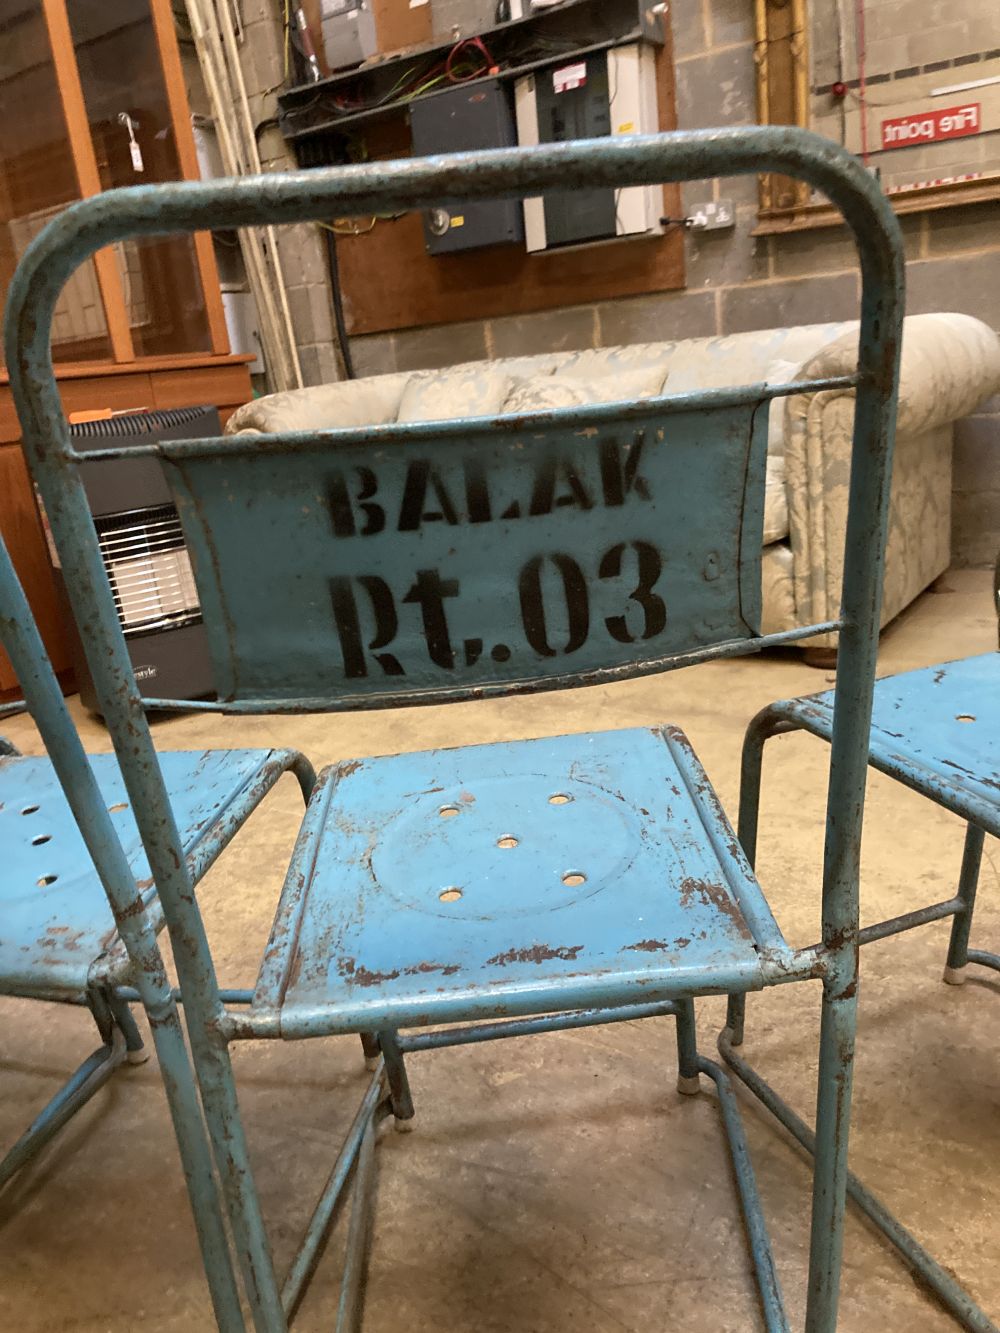 Fire point
BALAK
Rt.03